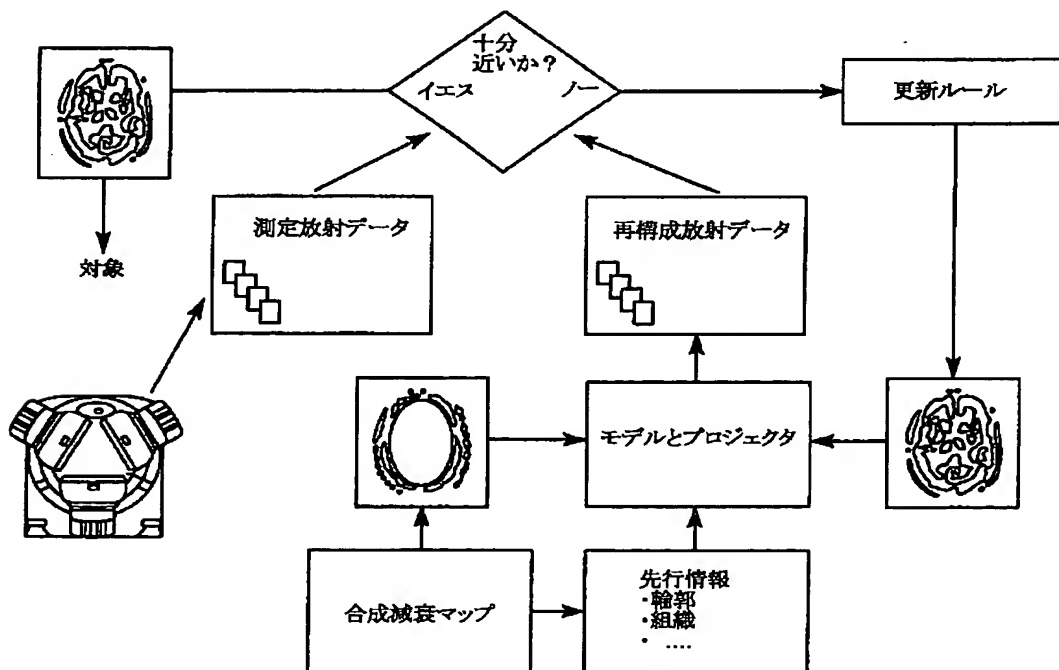 十分
近いか？
イエス
ノー
更新ルール
測定放射データ
再構成放射データ
対象
モデルとプロジェクタ
合成減衰マップ
先行情報
・輪郭
・組織
・ ....